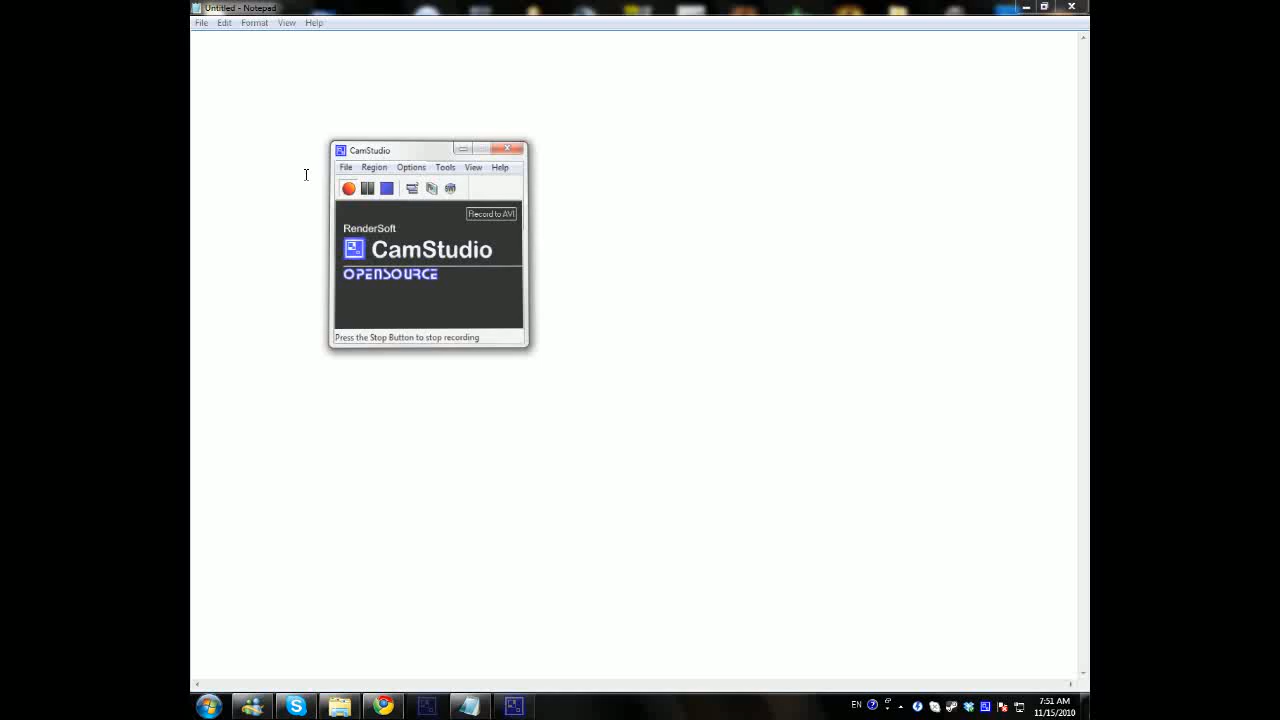 Untitled - Notepad
File Edit Format View Help
CamStudio
File Region Options Tools View Help
Record to AVI
RenderSoft
CamStudio
OPENSOURCE
Press the Stop Button to stop recording
EN
7:51 AM
11/15/2010